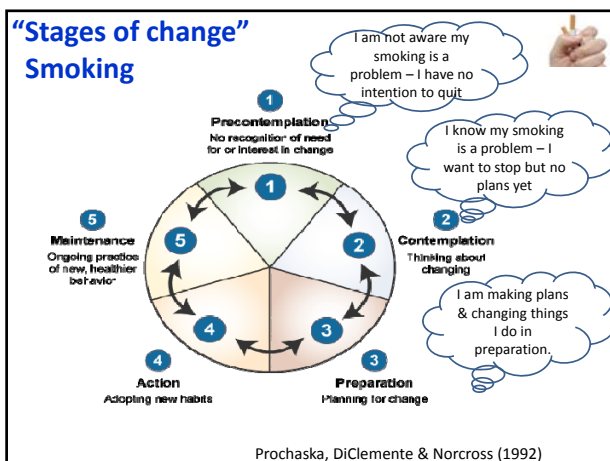 “Stages of change”
Smoking
I am not aware my
smoking is a
problem – I have no
intention to quit
1
Precontemplation
No recognition of need
for or interest in change
I know my smoking
is a problem – I
want to stop but no
plans yet
1
5
Maintenance
Ongoing practice
of new, healthier
behavior
5
2
2
Contemplation
Thinking about
changing
I am making plans
& changing things
I do in
preparation.
4
3
4
Action
Adopting new habits
3
Preparation
Planning for change
Prochaska, DiClemente & Norcross (1992)